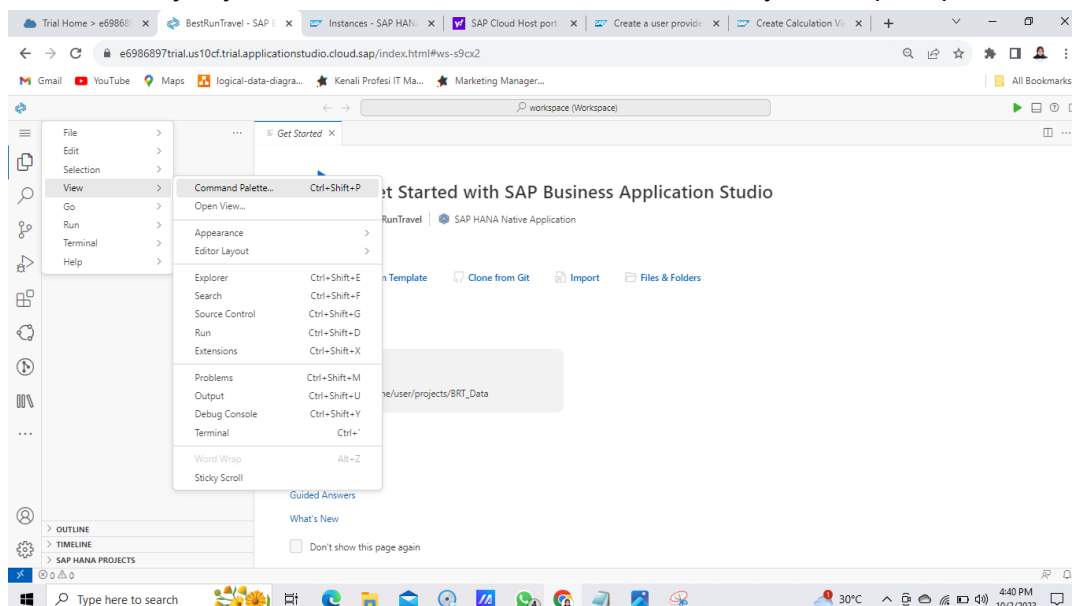 Trial Home > e69868
BestRunTravel - SAP
Instances - SAP HAN
SAP Cloud Host port
Create a user provide
Create Calculation Vi
e6986897trial.us10cf.trial.applicationstudio.cloud.sap/index.html#ws-s9cx2
Gmail
YouTube
Maps
logical-data-diagra...
Kenali Profesi IT Ma...
Marketing Manager...
All Bookmarks
workspace (Workspace)
File
Edit
Selection
View
Go
Run
Terminal
Help
Get Started
Command Palette... Ctrl+Shift+P
Open View...
Appearance
Editor Layout
Explorer Ctrl+Shift+E
Search Ctrl+Shift+F
Source Control Ctrl+Shift+G
Run Ctrl+Shift+D
Extensions Ctrl+Shift+X
Problems Ctrl+Shift+M
Output Ctrl+Shift+U
Debug Console Ctrl+Shift+Y
Terminal Ctrl+`
Word Wrap Alt+Z
Sticky Scroll
et Started with SAP Business Application Studio
RunTravel
SAP HANA Native Application
Template
Clone from Git
Import
Files & Folders
me/user/projects/BRT_Data
Guided Answers
What's New
Don't show this page again
OUTLINE
TIMELINE
SAP HANA PROJECTS
0 0
Type here to search
30°C
4:40 PM